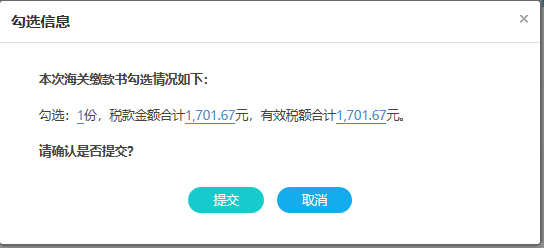 勾选信息
×
本次海关缴款书勾选情况如下：
勾选：1份，税款金额合计1,701.67元，有效税额合计1,701.67元。
请确认是否提交？
提交 取消